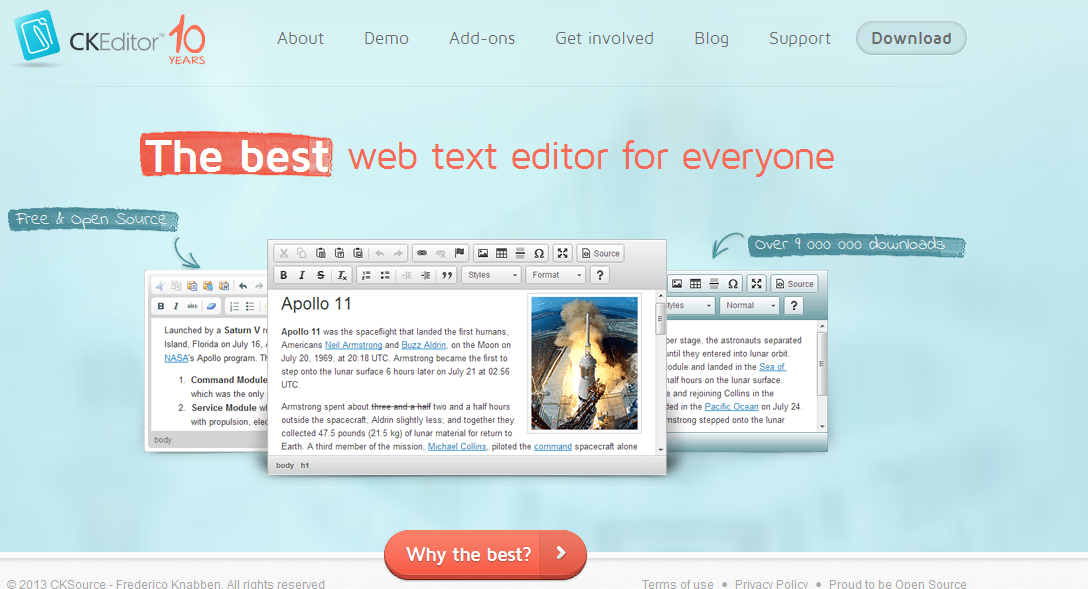 CKEditor™ 10 YEARS
About Demo Add-ons Get involved Blog Support Download
The best web text editor for everyone
Free & Open Source
Over 9 000 000 downloads
Source
Styles Format ?
Apollo 11
Apollo 11 was the spaceflight that landed the first humans,
Americans Neil Armstrong and Buzz Aldrin, on the Moon on
July 20, 1969, at 20:18 UTC. Armstrong became the first to
step onto the lunar surface 6 hours later on July 21 at 02:56
UTC.
Armstrong spent about three and a half two and a half hours
outside the spacecraft, Aldrin slightly less; and together they
collected 47.5 pounds (21.5 kg) of lunar material for return to
Earth. A third member of the mission, Michael Collins, piloted the command spacecraft alone
body h1
B I abc
Launched by a Saturn V
Island, Florida on July 16,
NASA's Apollo program.
1. Command Module
which was the only
2. Service Module
with propulsion,
body
Source
Normal ?
stage, the astronauts separated
until they entered into lunar orbit.
and landed in the Sea of
half hours on the lunar surface.
and rejoining Collins in the
in the Pacific Ocean on July 24.
stepped onto the lunar
Why the best?
© 2013 CKSource - Frederico Knabben. All rights reserved
Terms of use • Privacy Policy • Proud to be Open Source